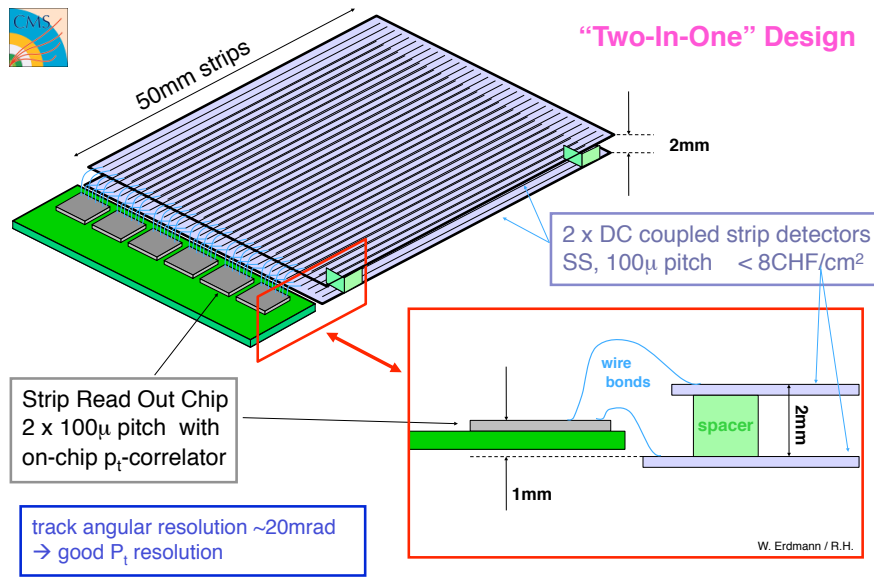 CMS
“Two-In-One” Design
50mm strips
2mm
2 x DC coupled strip detectors
SS, 100µ pitch < 8CHF/cm²
Strip Read Out Chip
2 x 100µ pitch with
on-chip pₜ-correlator
wire
bonds
spacer
2mm
1mm
W. Erdmann / R.H.
track angular resolution ~20mrad
→ good Pₜ resolution